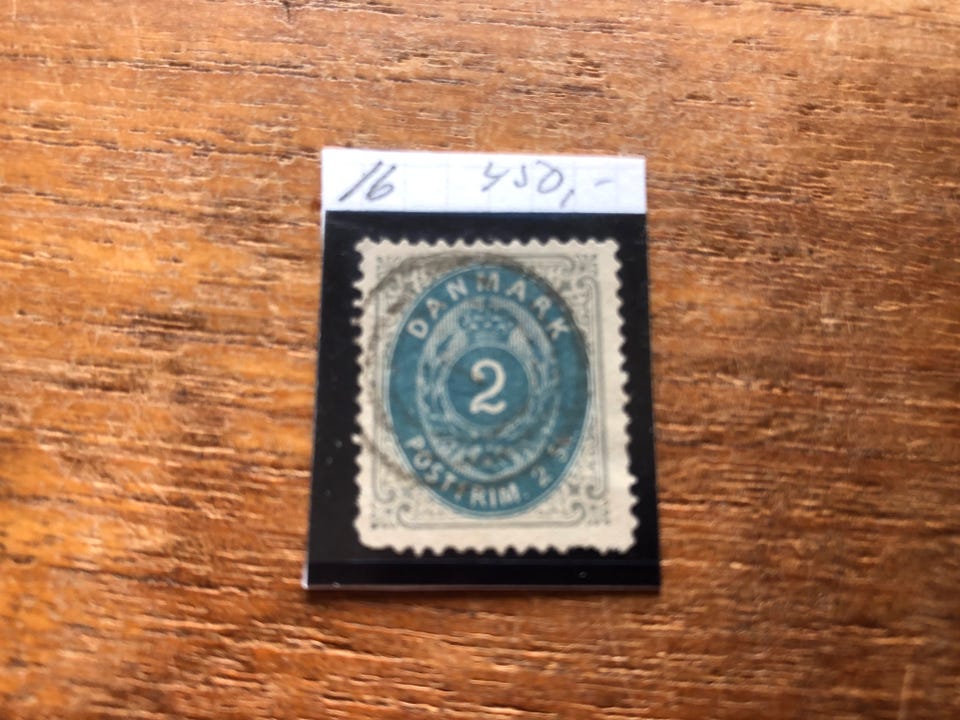 16 450,-
DANMARK
2
POSTFRIM. 2 S.